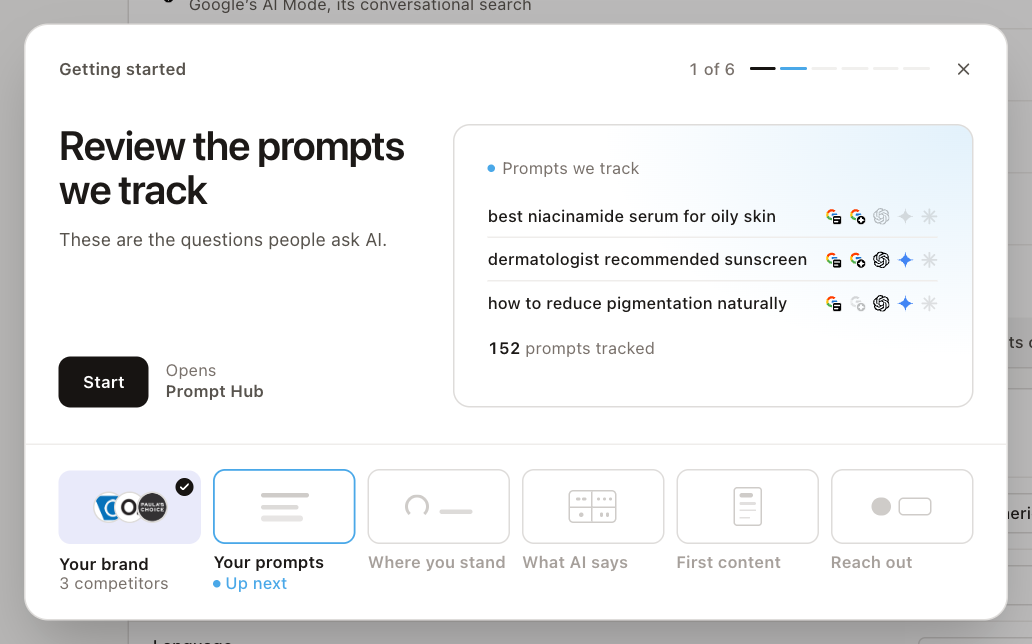 Google's AI Mode, its conversational search
Getting started
1 of 6
Review the prompts
we track
These are the questions people ask AI.
Start
Opens
Prompt Hub
Prompts we track
best niacinamide serum for oily skin
dermatologist recommended sunscreen
how to reduce pigmentation naturally
152 prompts tracked
PAULA'S
CHOICE
Your brand
3 competitors
Your prompts
Up next
Where you stand
What AI says
First content
Reach out